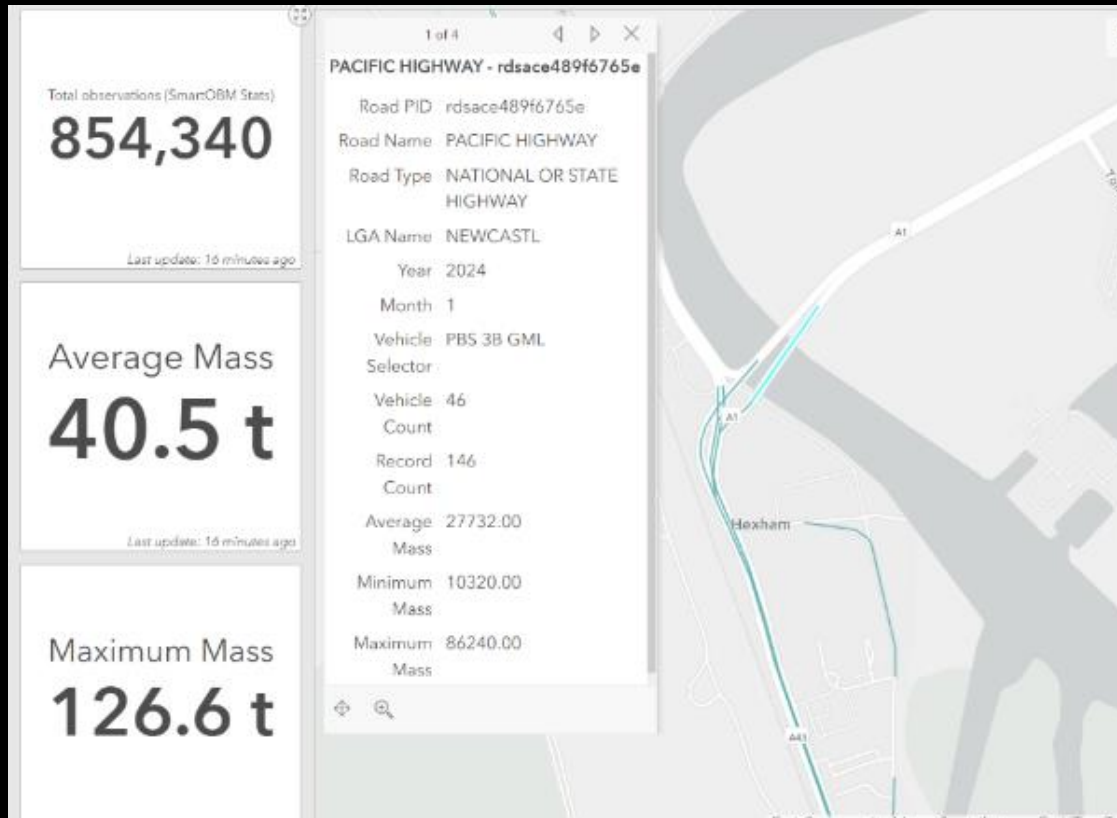 Total observations (SmartOBM Stats)
854,340
Last update: 16 minutes ago
Average Mass
40.5 t
Last update: 16 minutes ago
Maximum Mass
126.6 t
1 of 4
PACIFIC HIGHWAY - rdsace489f6765e
Road PID rdsace489f6765e
Road Name PACIFIC HIGHWAY
Road Type NATIONAL OR STATE
HIGHWAY
LGA Name NEWCASTL
Year 2024
Month 1
Vehicle PBS 3B GML
Selector
Vehicle 46
Count
Record 146
Count
Average 27732.00
Mass
Minimum 10320.00
Mass
Maximum 86240.00
Mass
A1
A1
Hexham
A43